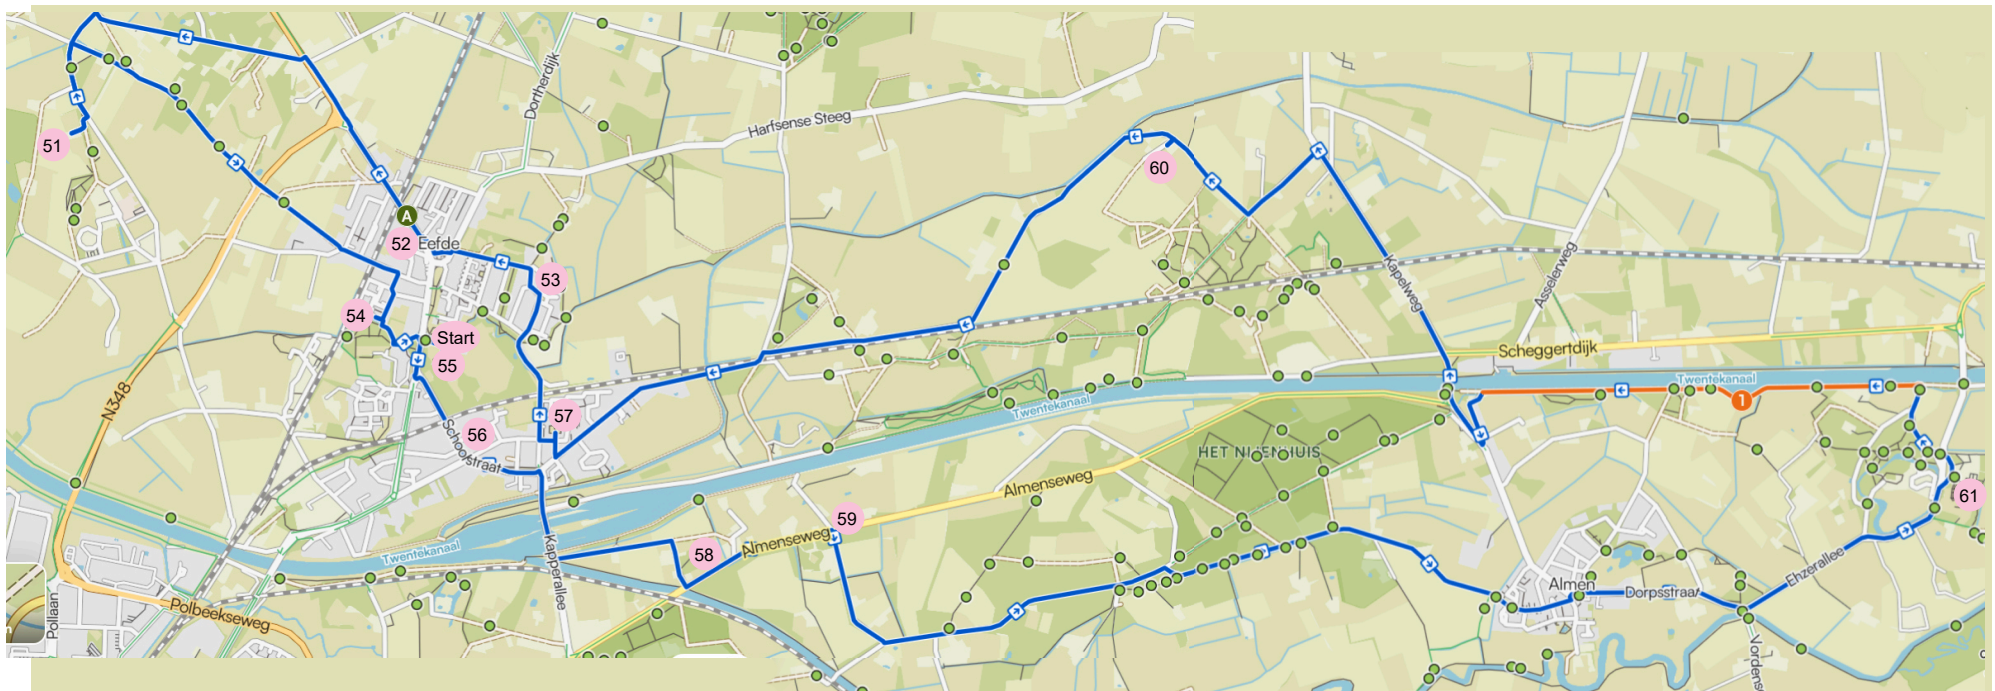 Dortherdijk
Harfsense Steeg
51
60
A
52
Eefde
53
Kapelweg
Asselerweg
54
Start
55
Scheggertdijk
Twentekanaal
1
N348
57
56
Schoolstraat
Twentekanaal
HET NIJENHUIS
Almenseweg
61
59
58
Almenseweg
Twentekanaal
Kapperallee
Ehzerallee
Almen
Dorpsstraat
Pollaan
Polbeekseweg